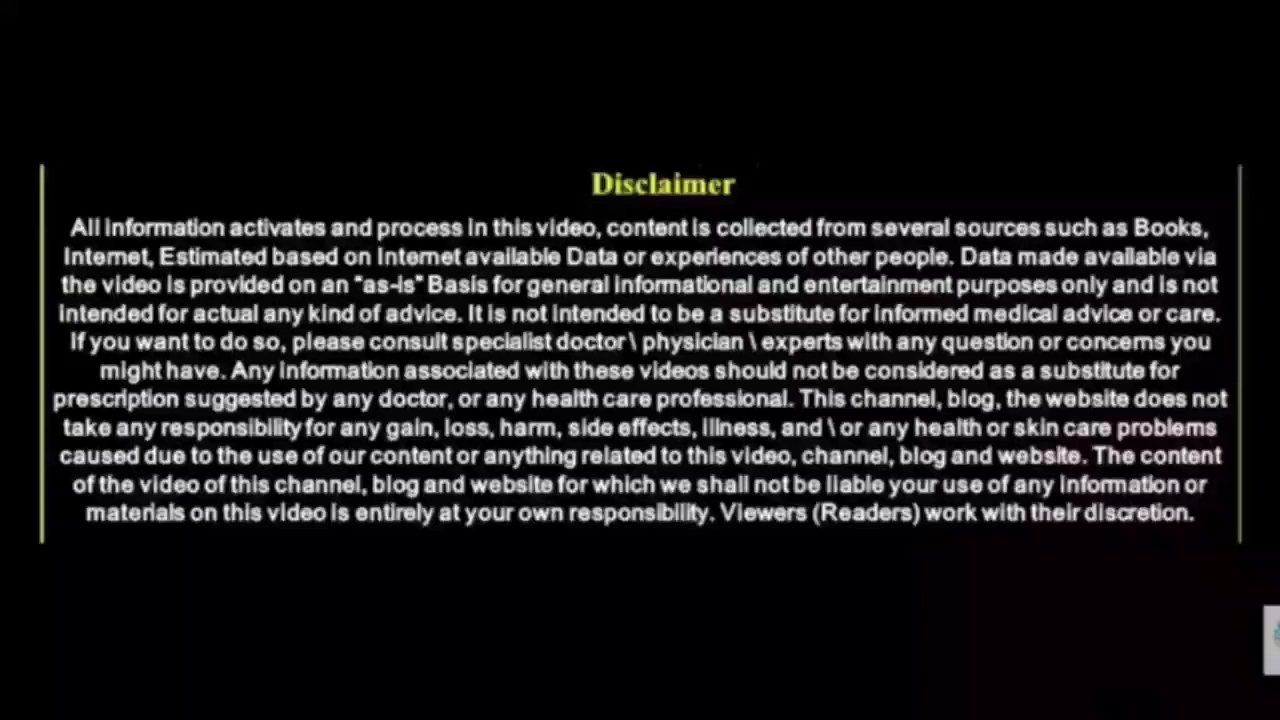 Disclaimer
All information activates and process in this video, content is collected from several sources such as Books,
Internet, Estimated based on Internet available Data or experiences of other people. Data made available via
the video is provided on an "as-is" Basis for general informational and entertainment purposes only and is not
intended for actual any kind of advice. It is not intended to be a substitute for informed medical advice or care.
If you want to do so, please consult specialist doctor \ physician \ experts with any question or concerns you
might have. Any information associated with these videos should not be considered as a substitute for
prescription suggested by any doctor, or any health care professional. This channel, blog, the website does not
take any responsibility for any gain, loss, harm, side effects, illness, and \ or any health or skin care problems
caused due to the use of our content or anything related to this video, channel, blog and website. The content
of the video of this channel, blog and website for which we shall not be liable your use of any information or
materials on this video is entirely at your own responsibility. Viewers (Readers) work with their discretion.